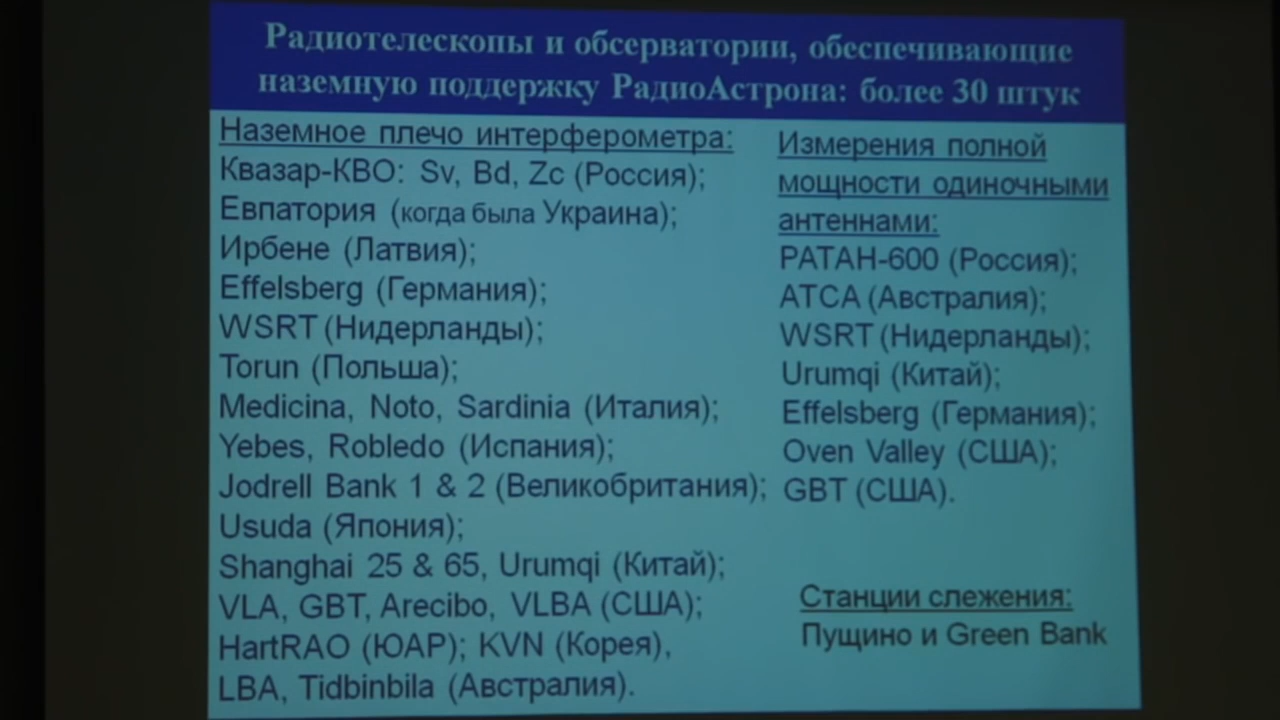 Радиотелескопы и обсерватории, обеспечивающие
наземную поддержку РадиоАстрона: более 30 штук
Наземное плечо интерферометра:
Квазар-КВО: Sv, Bd, Zc (Россия);
Евпатория (когда была Украина);
Ирбене (Латвия);
Effelsberg (Германия);
WSRT (Нидерланды);
Torun (Польша);
Medicina, Noto, Sardinia (Италия);
Yebes, Robledo (Испания);
Jodrell Bank 1 & 2 (Великобритания);
Usuda (Япония);
Shanghai 25 & 65, Urumqi (Китай);
VLA, GBT, Arecibo, VLBA (США);
HartRAO (ЮАР); KVN (Корея),
LBA, Tidbinbila (Австралия).
Измерения полной
мощности одиночными
антеннами:
РАТАН-600 (Россия);
ATCA (Австралия);
WSRT (Нидерланды);
Urumqi (Китай);
Effelsberg (Германия);
Oven Valley (США);
GBT (США).
Станции слежения:
Пущино и Green Bank